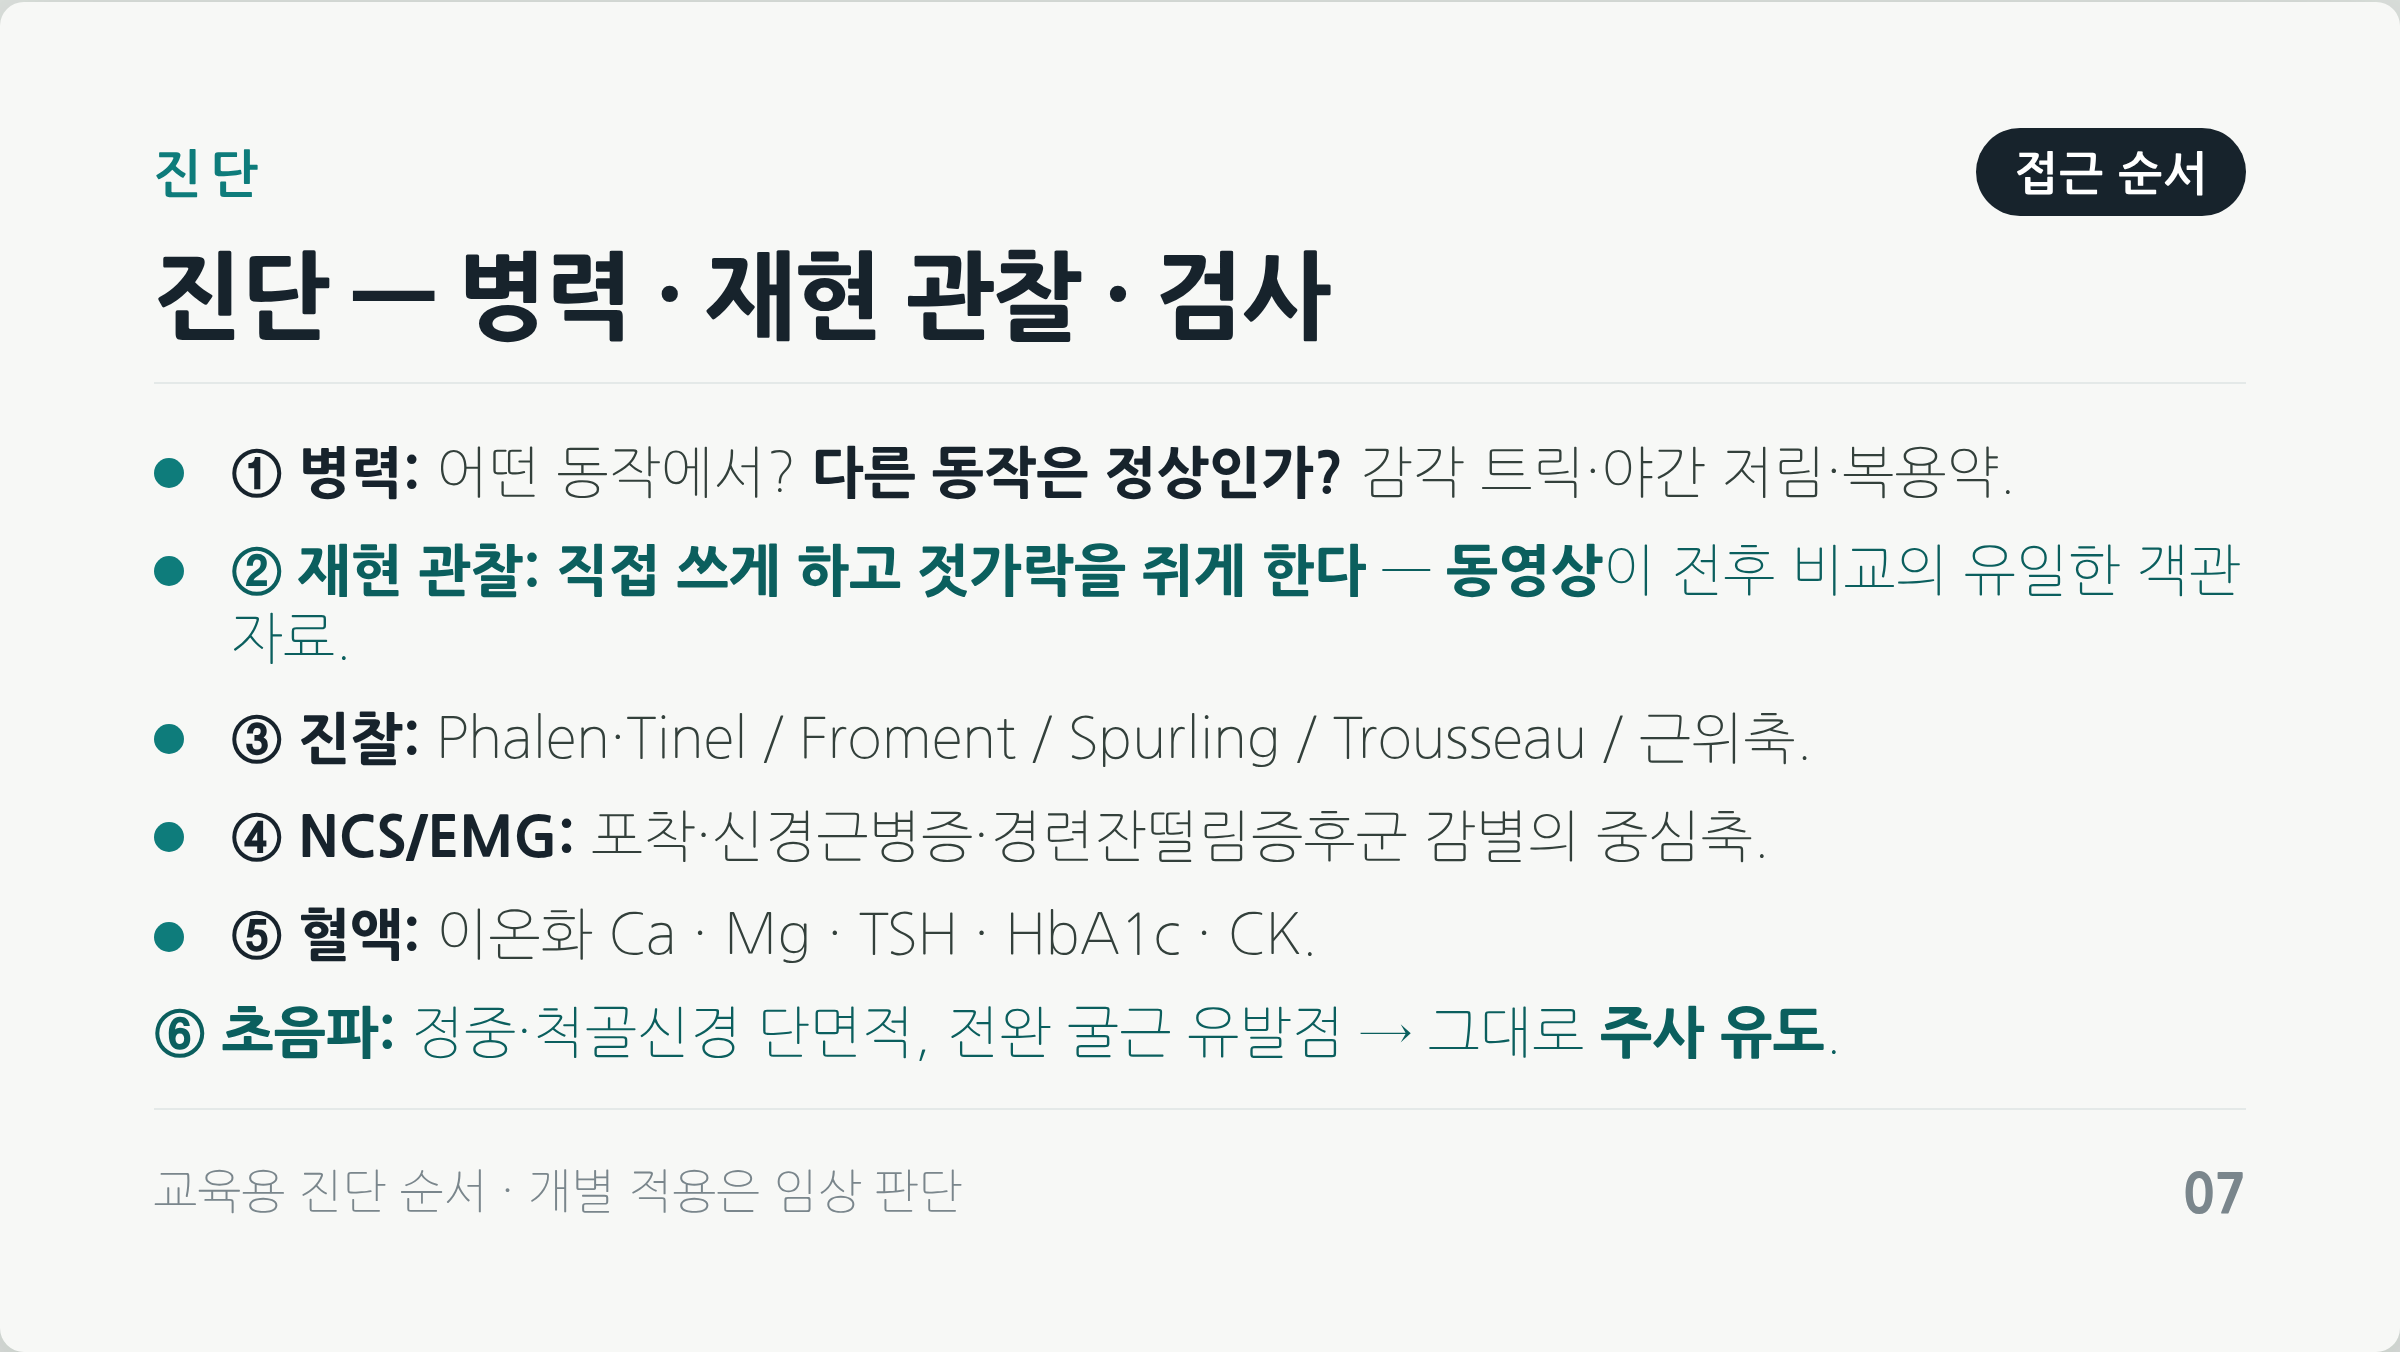 진단
접근 순서
진단 — 병력 · 재현 관찰 · 검사
① 병력: 어떤 동작에서? 다른 동작은 정상인가? 감각 트릭·야간 저림·복용약.
② 재현 관찰: 직접 쓰게 하고 젓가락을 쥐게 한다 — 동영상이 전후 비교의 유일한 객관
자료.
③ 진찰: Phalen·Tinel / Froment / Spurling / Trousseau / 근위축.
④ NCS/EMG: 포착·신경근병증·경련잔떨림증후군 감별의 중심축.
⑤ 혈액: 이온화 Ca · Mg · TSH · HbA1c · CK.
⑥ 초음파: 정중·척골신경 단면적, 전완 굴근 유발점 → 그대로 주사 유도.
교육용 진단 순서 · 개별 적용은 임상 판단
07